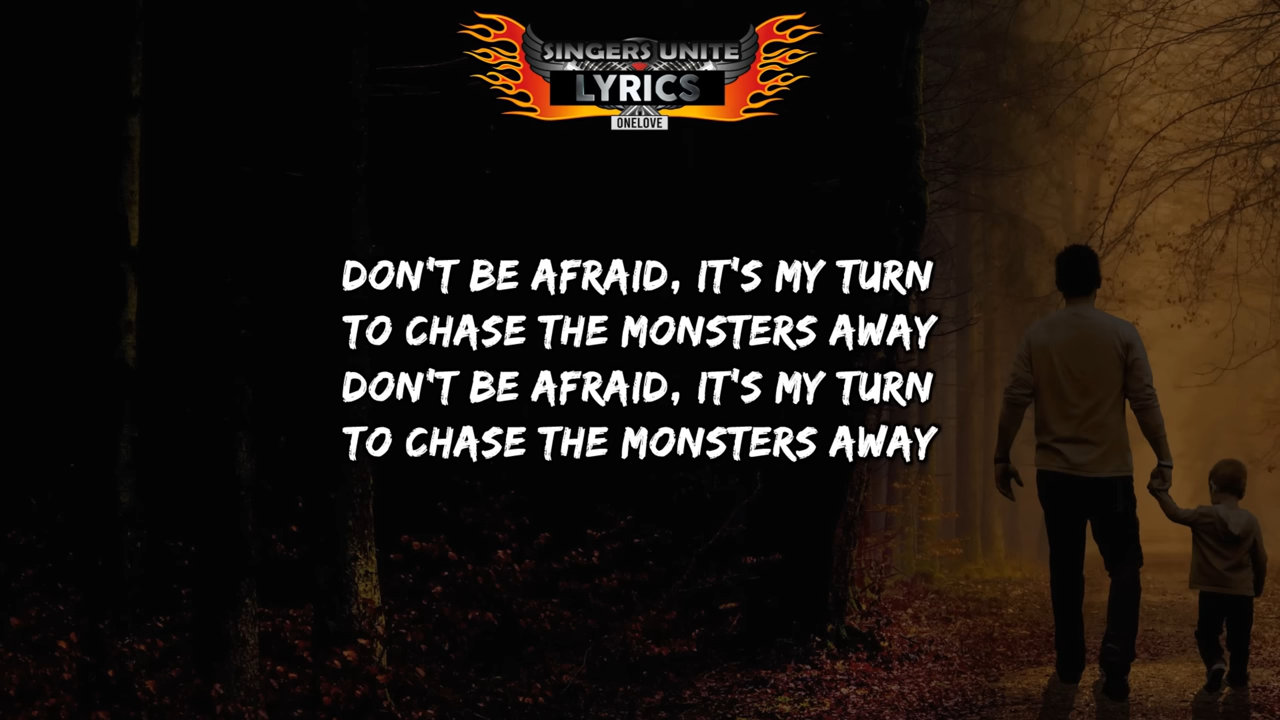 SINGERS UNITE
LYRICS
ONELOVE
DON'T BE AFRAID, IT'S MY TURN
TO CHASE THE MONSTERS AWAY
DON'T BE AFRAID, IT'S MY TURN
TO CHASE THE MONSTERS AWAY